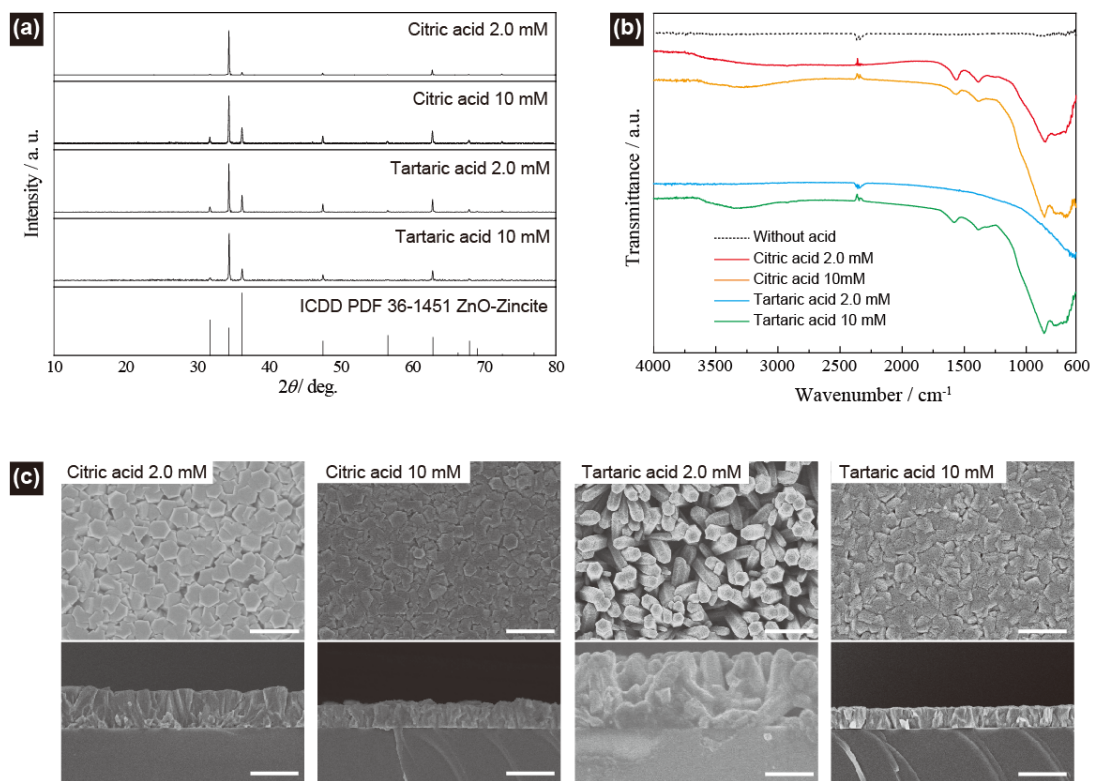 (a)
Citric acid 2.0 mM
Citric acid 10 mM
Tartaric acid 2.0 mM
Tartaric acid 10 mM
ICDD PDF 36-1451 ZnO-Zincite
Intensity / a. u.
10 20 30 40 50 60 70 80
2θ/ deg.
(b)
Transmittance / a.u.
Without acid
Citric acid 2.0 mM
Citric acid 10mM
Tartaric acid 2.0 mM
Tartaric acid 10 mM
4000 3500 3000 2500 2000 1500 1000 600
Wavenumber / cm⁻¹
(c)
Citric acid 2.0 mM
Citric acid 10 mM
Tartaric acid 2.0 mM
Tartaric acid 10 mM